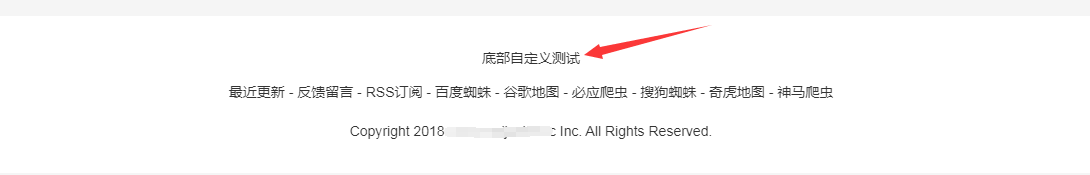 底部自定义测试
最近更新 - 反馈留言 - RSS订阅 - 百度蜘蛛 - 谷歌地图 - 必应爬虫 - 搜狗蜘蛛 - 奇虎地图 - 神马爬虫
Copyright 2018 Inc. All Rights Reserved.